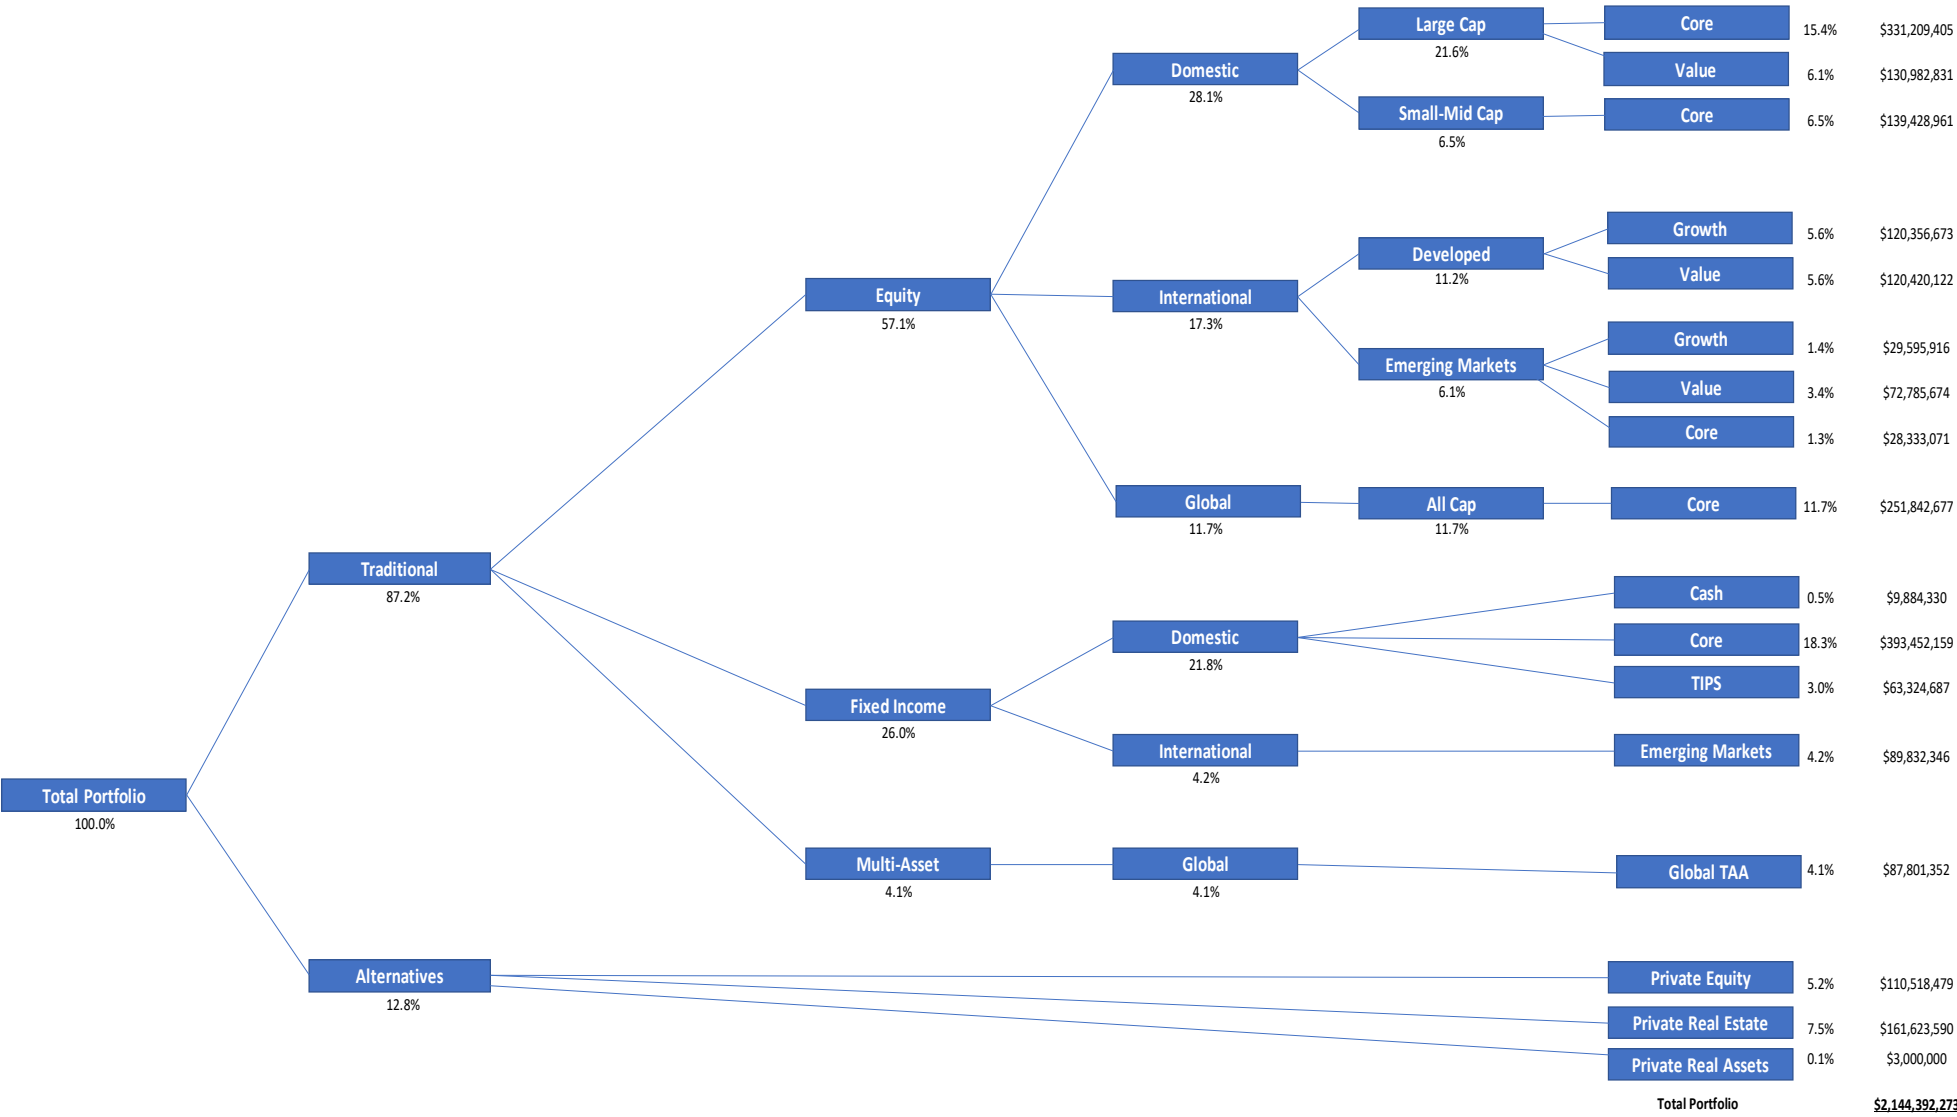 Large Cap
21.6%
Core 15.4% $331,209,405
Domestic
28.1%
Value 6.1% $130,982,831
Small-Mid Cap
6.5%
Core 6.5% $139,428,961
Growth 5.6% $120,356,673
Developed
11.2%
Value 5.6% $120,420,122
Equity
57.1%
International
17.3%
Growth 1.4% $29,595,916
Emerging Markets
6.1%
Value 3.4% $72,785,674
Core 1.3% $28,333,071
Global
11.7%
All Cap
11.7%
Core 11.7% $251,842,677
Traditional
87.2%
Cash 0.5% $9,884,330
Domestic
21.8%
Core 18.3% $393,452,159
TIPS 3.0% $63,324,687
Fixed Income
26.0%
International
4.2%
Emerging Markets 4.2% $89,832,346
Total Portfolio
100.0%
Multi-Asset
4.1%
Global
4.1%
Global TAA 4.1% $87,801,352
Alternatives
12.8%
Private Equity 5.2% $110,518,479
Private Real Estate 7.5% $161,623,590
Private Real Assets 0.1% $3,000,000
Total Portfolio $2,144,392,273